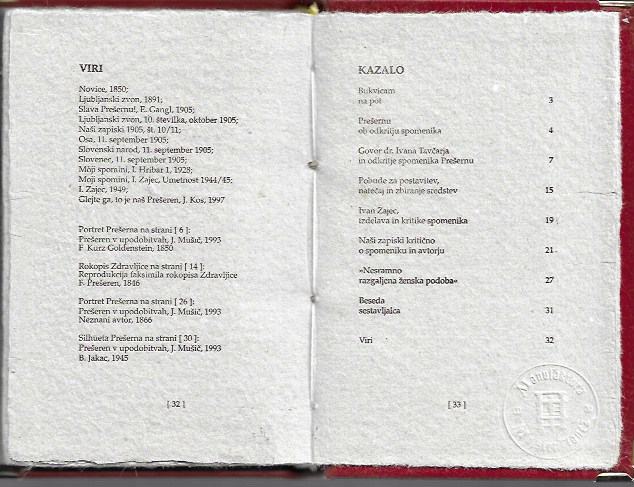 VIRI
Novice, 1850;
Ljubljanski zvon, 1891;
Slava Prešernu!, E. Gangl, 1905;
Ljubljanski zvon, 10. številka, oktober 1905;
Naši zapiski 1905, št. 10/11;
Osa, 11. september 1905;
Slovenski narod, 11. september 1905;
Slovenec, 11. september 1905;
Moji spomini, I. Hribar 1, 1928;
Moji spomini, I. Zajec, Umetnost 1944/45;
I. Zajec, 1949;
Glejte ga, to je naš Prešeren, J. Kos, 1997
Portret Prešerna na strani [ 6 ]:
Prešeren v upodobitvah, J. Mušič, 1993
F. Kurz Goldenstein, 1850
Rokopis Zdravljice na strani [ 14 ]:
Reprodukcija faksimila rokopisa Zdravljice
F. Prešeren, 1846
Portret Prešerna na strani [ 26 ]:
Prešeren v upodobitvah, J. Mušič, 1993
Neznani avtor, 1866
Silhueta Prešerna na strani [ 30 ]:
Prešeren v upodobitvah, J. Mušič, 1993
B. Jakac, 1945
[ 32 ]
KAZALO
Bukvicam
na pot 3
Prešernu
ob odkritju spomenika 4
Govor dr. Ivana Tavčarja
in odkritje spomenika Prešernu 7
Pobude za postavitev,
natečaj in zbiranje sredstev 15
Ivan Zajec,
izdelava in kritike spomenika 19
Naši zapiski kritično
o spomeniku in avtorju 21
»Nesramno
razgaljena ženska podoba« 27
Beseda
sestavljalca 31
Viri 32
[ 33 ]